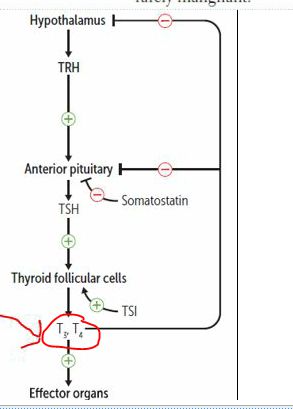 rarely malignant.
Hypothalamus
TRH
Anterior pituitary
Somatostatin
TSH
Thyroid follicular cells
TSI
T3, T4
Effector organs